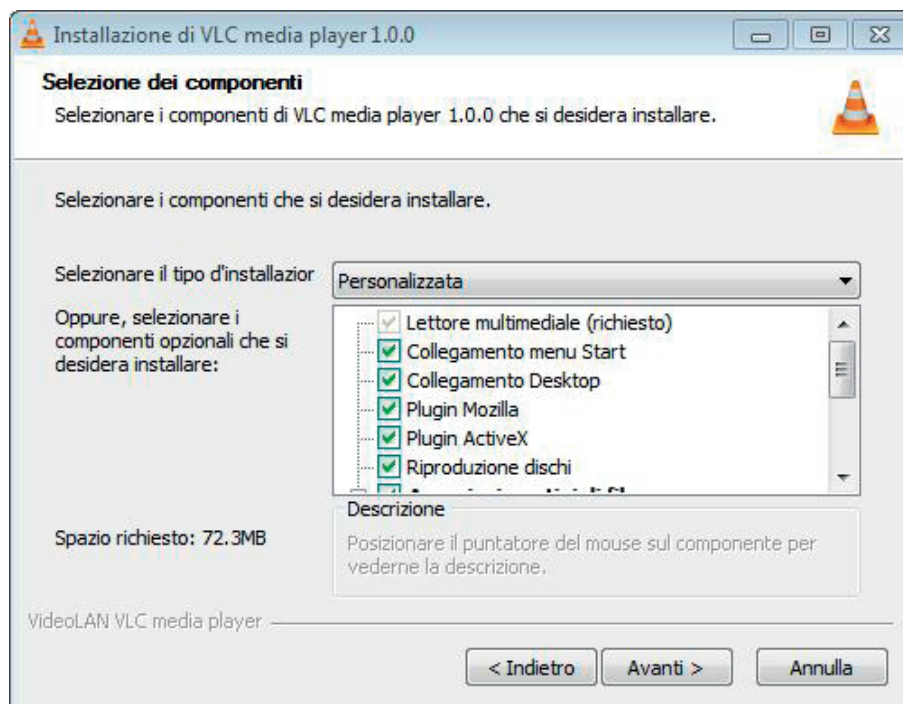 Installazione di VLC media player 1.0.0
Selezione dei componenti
Selezionare i componenti di VLC media player 1.0.0 che si desidera installare.
Selezionare i componenti che si desidera installare.
Selezionare il tipo d'installazior
Personalizzata
Oppure, selezionare i
componenti opzionali che si
desidera installare:
Lettore multimediale (richiesto)
Collegamento menu Start
Collegamento Desktop
Plugin Mozilla
Plugin ActiveX
Riproduzione dischi
Spazio richiesto: 72.3MB
Descrizione
Posizionare il puntatore del mouse sul componente per
vederne la descrizione.
VideoLAN VLC media player
< Indietro
Avanti >
Annulla